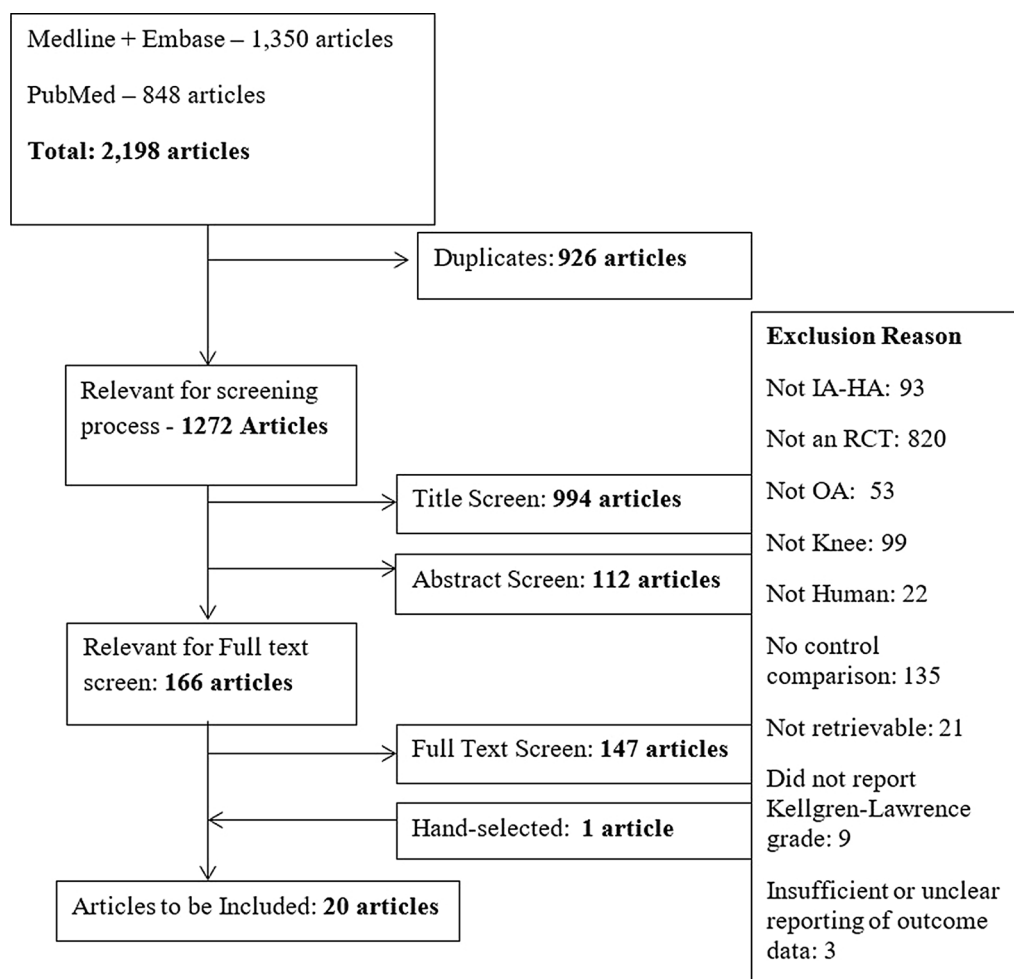 Medline + Embase – 1,350 articles
PubMed – 848 articles
Total: 2,198 articles
Duplicates: 926 articles
Relevant for screening
process - 1272 Articles
Title Screen: 994 articles
Abstract Screen: 112 articles
Relevant for Full text
screen: 166 articles
Full Text Screen: 147 articles
Hand-selected: 1 article
Articles to be Included: 20 articles
Exclusion Reason
Not IA-HA: 93
Not an RCT: 820
Not OA: 53
Not Knee: 99
Not Human: 22
No control
comparison: 135
Not retrievable: 21
Did not report
Kellgren-Lawrence
grade: 9
Insufficient or unclear
reporting of outcome
data: 3